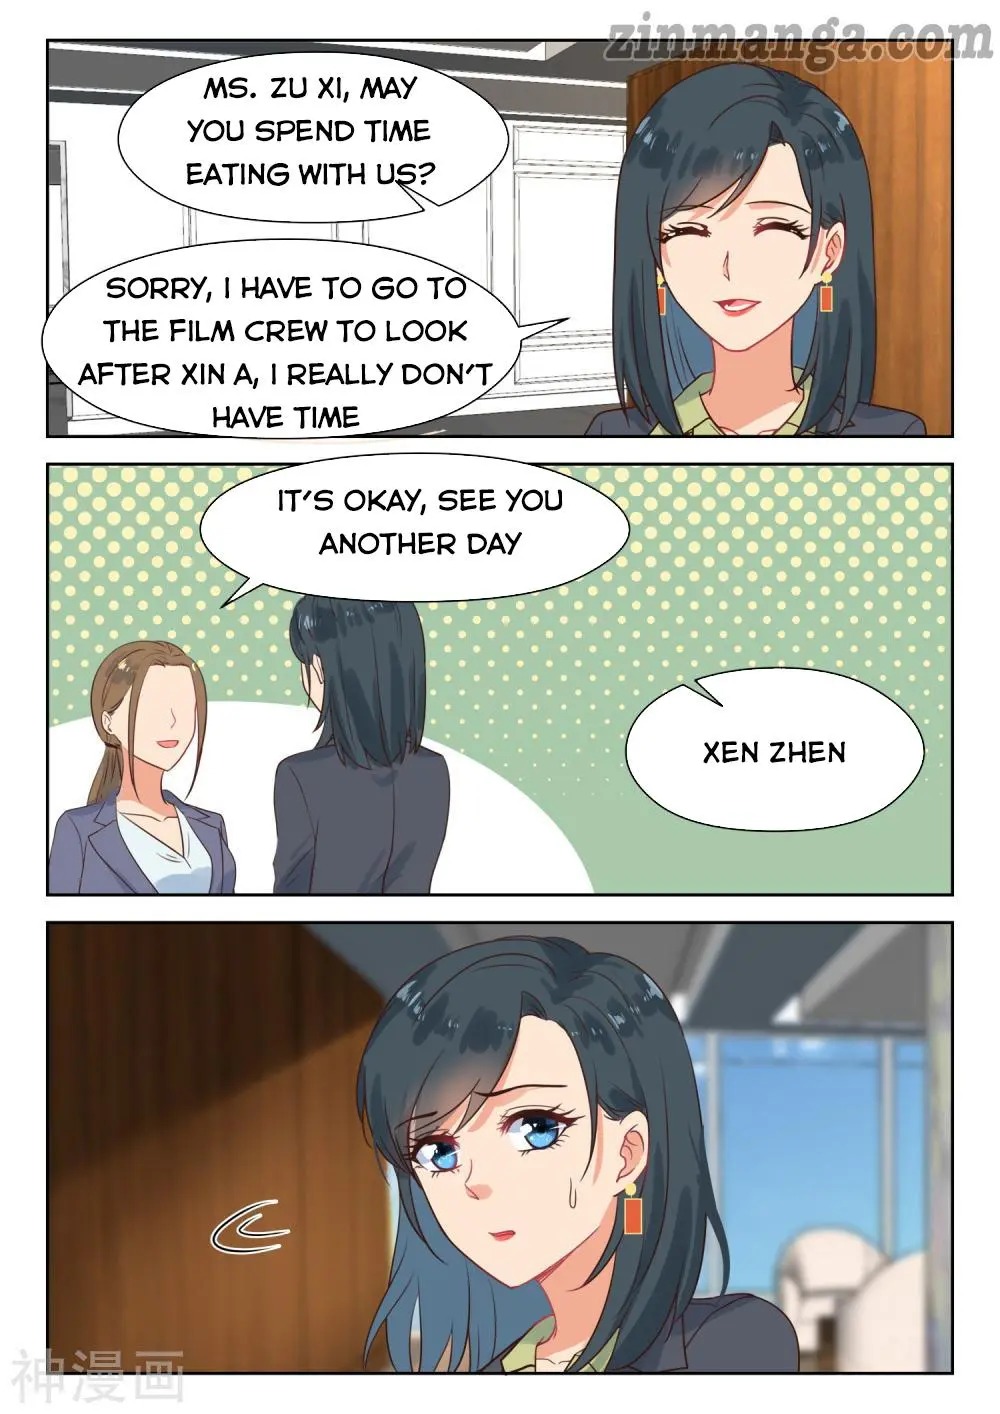 zinmanga.com
MS. ZU XI, MAY
YOU SPEND TIME
EATING WITH US?
SORRY, I HAVE TO GO TO
THE FILM CREW TO LOOK
AFTER XIN A, I REALLY DON'T
HAVE TIME
IT'S OKAY, SEE YOU
ANOTHER DAY
XEN ZHEN
神漫画